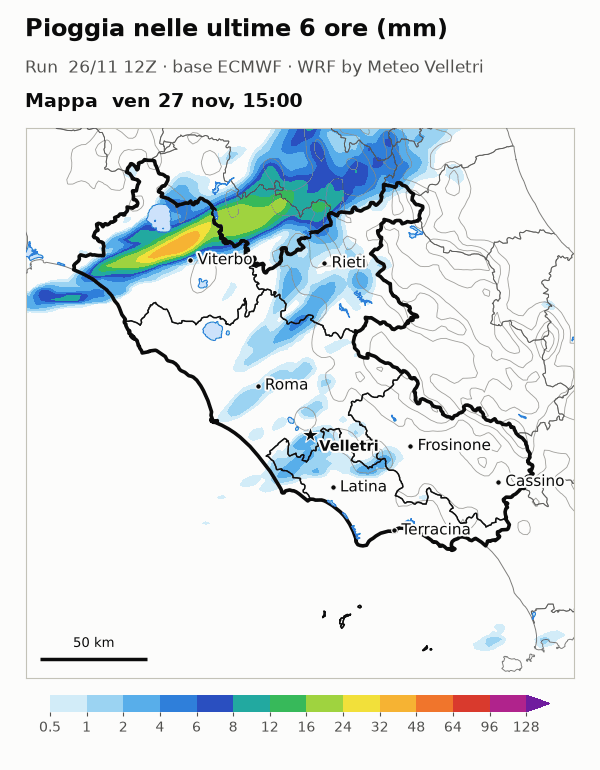 Pioggia nelle ultime 6 ore (mm)
Run 26/11 12Z · base ECMWF · WRF by Meteo Velletri
Mappa ven 27 nov, 15:00
Viterbo
Rieti
Roma
Velletri
Frosinone
Cassino
Latina
Terracina
50 km
0.5 1 2 4 6 8 12 16 24 32 48 64 96 128